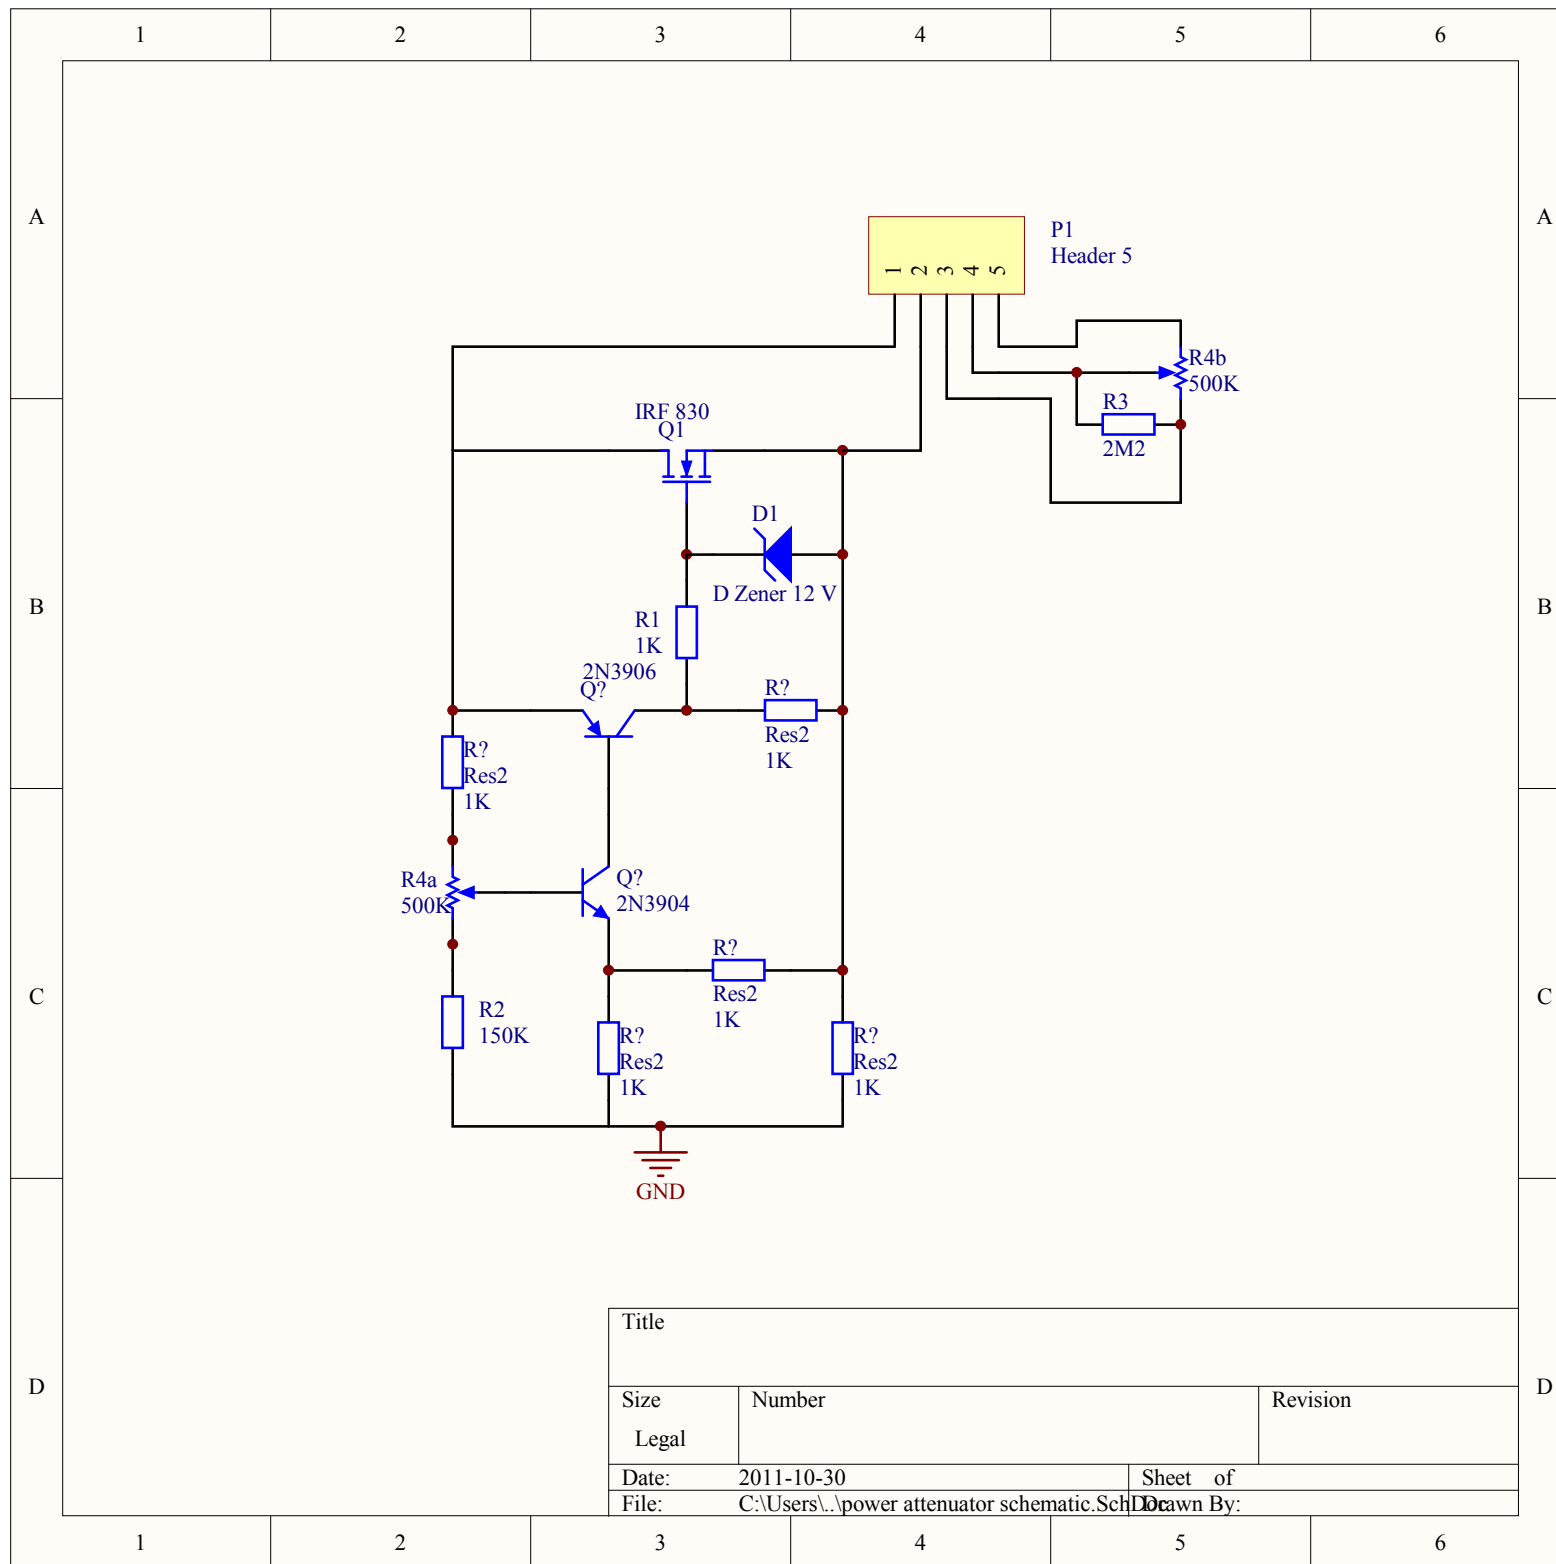 1 2 3 4 5 6
A A
P1
Header 5
1 2 3 4 5
R4b
500K
R3
2M2
IRF 830
Q1
D1
D Zener 12 V
B B
R1
1K
2N3906
Q?
R?
Res2
1K
R?
Res2
1K
R4a
500K
Q?
2N3904
R?
Res2
1K
C C
R2
150K
R?
Res2
1K
R?
Res2
1K
GND
Title
D D
Size Number Revision
Legal
Date: 2011-10-30 Sheet of
File: C:\Users\..\power attenuator schematic.SchDoc Drawn By:
1 2 3 4 5 6